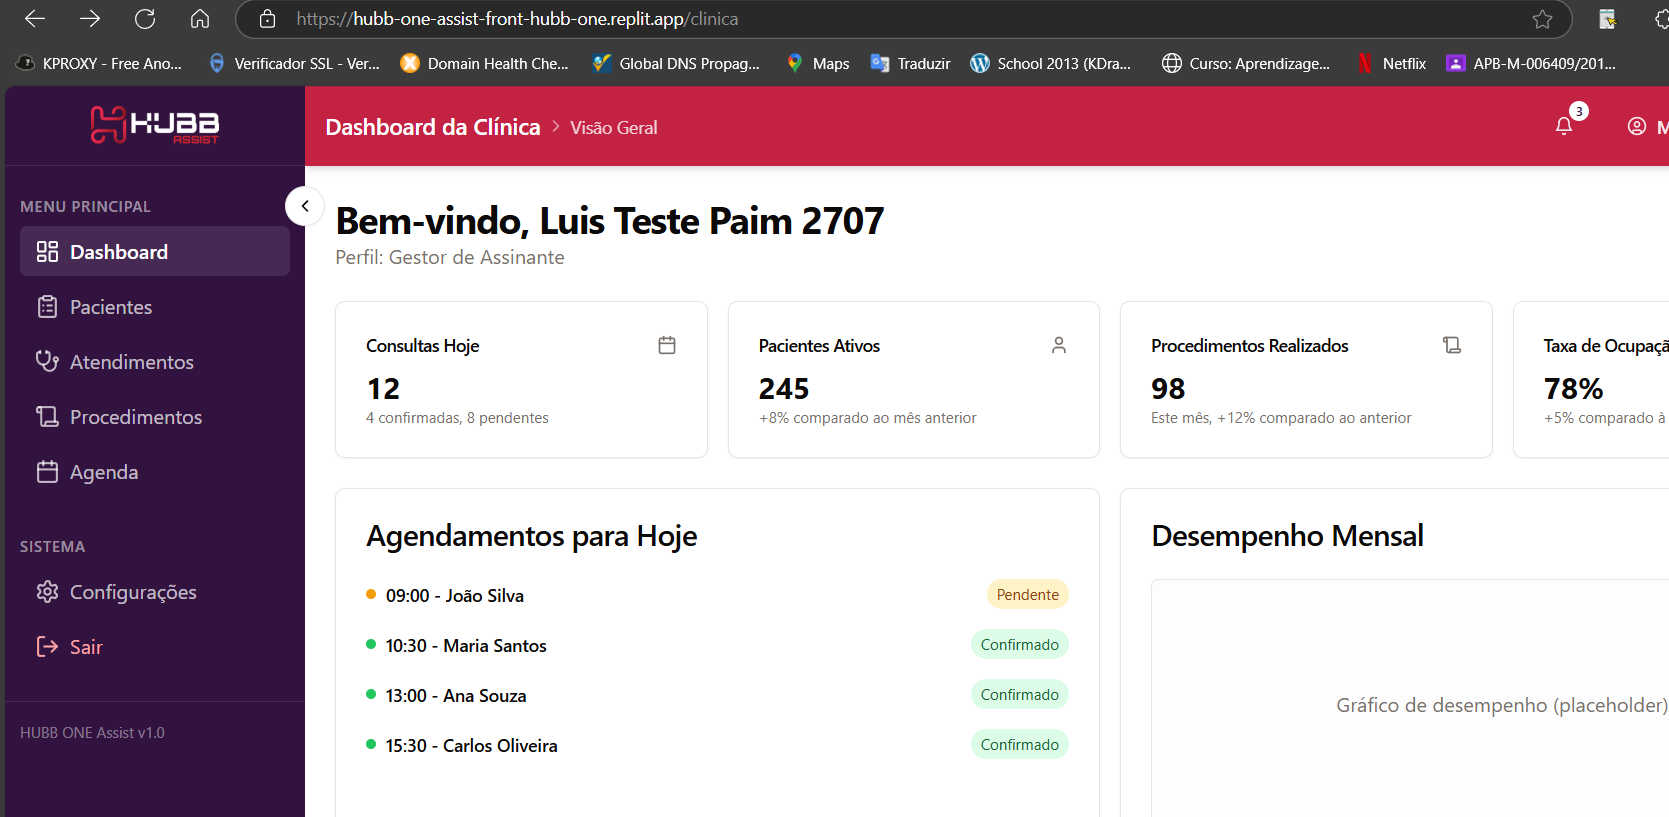 https://hubb-one-assist-front-hubb-one.replit.app/clinica
KPROXY - Free Ano...
Verificador SSL - Ver...
Domain Health Che...
Global DNS Propag...
Maps
Traduzir
School 2013 (KDra...
Curso: Aprendizage...
Netflix
APB-M-006409/201...
HUBB
ASSIST
Dashboard da Clínica > Visão Geral
3
M
MENU PRINCIPAL
Dashboard
Pacientes
Atendimentos
Procedimentos
Agenda
SISTEMA
Configurações
Sair
HUBB ONE Assist v1.0
Bem-vindo, Luis Teste Paim 2707
Perfil: Gestor de Assinante
Consultas Hoje
12
4 confirmadas, 8 pendentes
Pacientes Ativos
245
+8% comparado ao mês anterior
Procedimentos Realizados
98
Este mês, +12% comparado ao anterior
Taxa de Ocupaçã
78%
+5% comparado à
Agendamentos para Hoje
09:00 - João Silva
Pendente
10:30 - Maria Santos
Confirmado
13:00 - Ana Souza
Confirmado
15:30 - Carlos Oliveira
Confirmado
Desempenho Mensal
Gráfico de desempenho (placeholder)